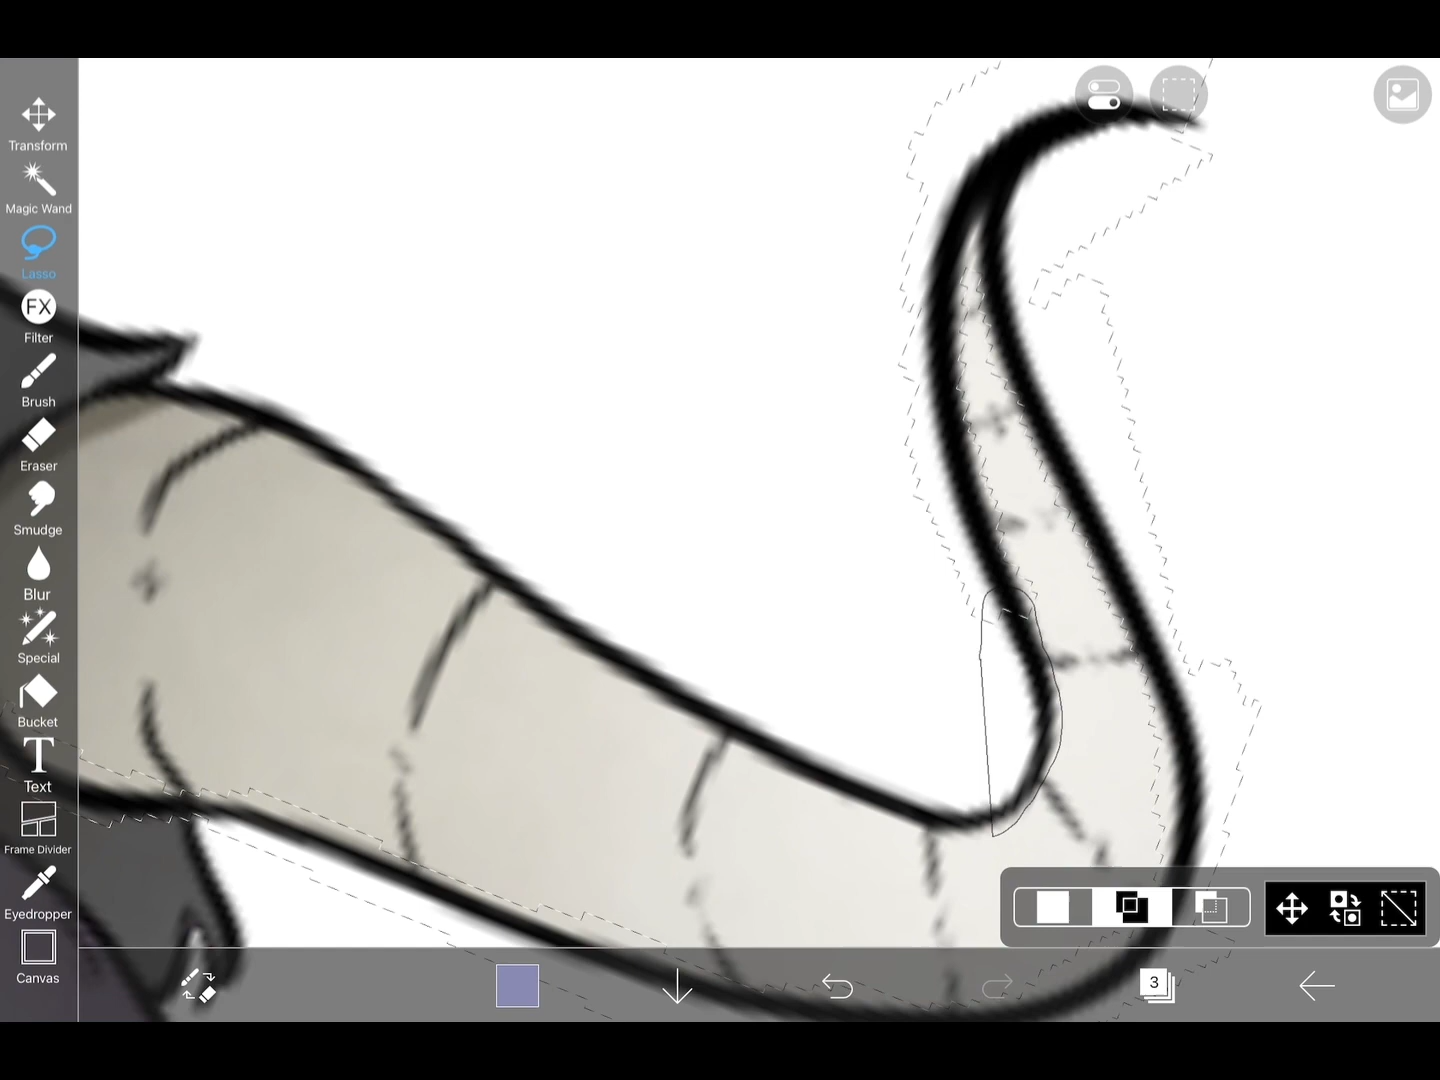 Transform
Magic Wand
Lasso
FX
Filter
Brush
Eraser
Smudge
Blur
Special
Bucket
T
Text
Frame Divider
Eyedropper
Canvas
3